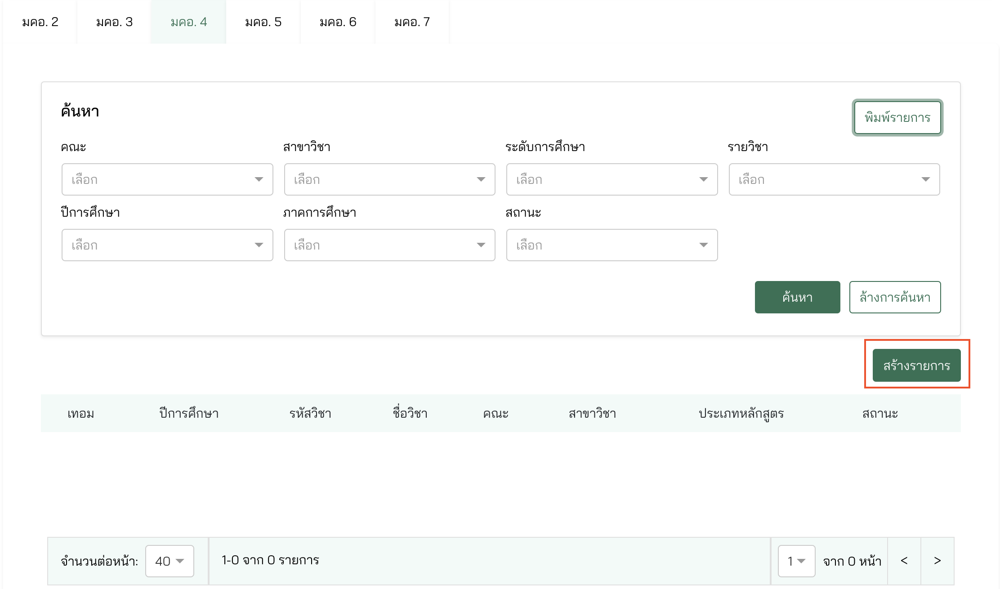 มคอ. 2 มคอ. 3 มคอ. 4 มคอ. 5 มคอ. 6 มคอ. 7
ค้นหา พิมพ์รายการ
คณะ สาขาวิชา ระดับการศึกษา รายวิชา
เลือก เลือก เลือก เลือก
ปีการศึกษา ภาคการศึกษา สถานะ
เลือก เลือก เลือก
ค้นหา ล้างการค้นหา
สร้างรายการ
เทอม ปีการศึกษา รหัสวิชา ชื่อวิชา คณะ สาขาวิชา ประเภทหลักสูตร สถานะ
จำนวนต่อหน้า: 40 1-0 จาก 0 รายการ 1 จาก 0 หน้า < >